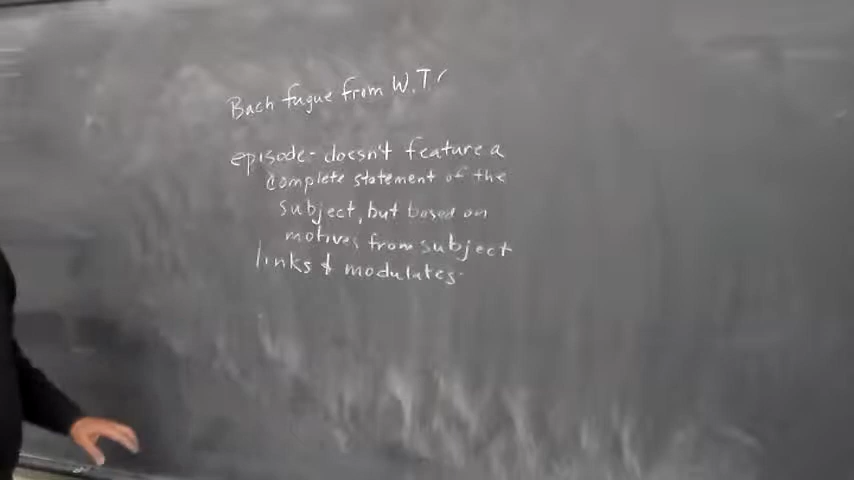 Bach fugue from W.T.
episode- doesn't feature a
complete statement of the
subject, but based on
motives from subject
links & modulates.